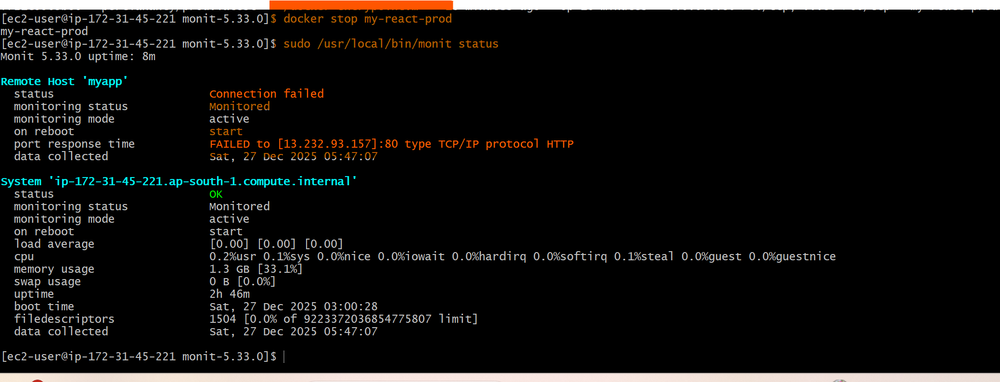 [ec2-user@ip-172-31-45-221 monit-5.33.0]$ docker stop my-react-prod
my-react-prod
[ec2-user@ip-172-31-45-221 monit-5.33.0]$ sudo /usr/local/bin/monit status
Monit 5.33.0 uptime: 8m
Remote Host 'myapp'
status Connection failed
monitoring status Monitored
monitoring mode active
on reboot start
port response time FAILED to [13.232.93.157]:80 type TCP/IP protocol HTTP
data collected Sat, 27 Dec 2025 05:47:07
System 'ip-172-31-45-221.ap-south-1.compute.internal'
status OK
monitoring status Monitored
monitoring mode active
on reboot start
load average [0.00] [0.00] [0.00]
cpu 0.2%usr 0.1%sys 0.0%nice 0.0%iowait 0.0%hardirq 0.0%softirq 0.1%steal 0.0%guest 0.0%guestnice
memory usage 1.3 GB [33.1%]
swap usage 0 B [0.0%]
uptime 2h 46m
boot time Sat, 27 Dec 2025 03:00:28
filedescriptors 1504 [0.0% of 9223372036854775807 limit]
data collected Sat, 27 Dec 2025 05:47:07
[ec2-user@ip-172-31-45-221 monit-5.33.0]$